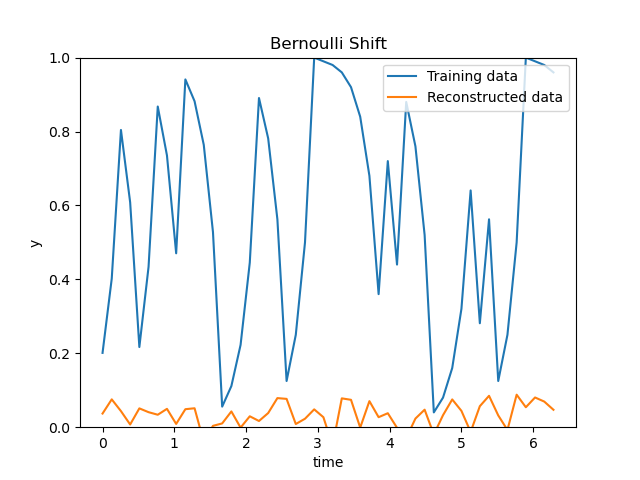 Bernoulli Shift
Training data
Reconstructed data
1.0
0.8
0.6
0.4
0.2
0.0
y
0 1 2 3 4 5 6
time